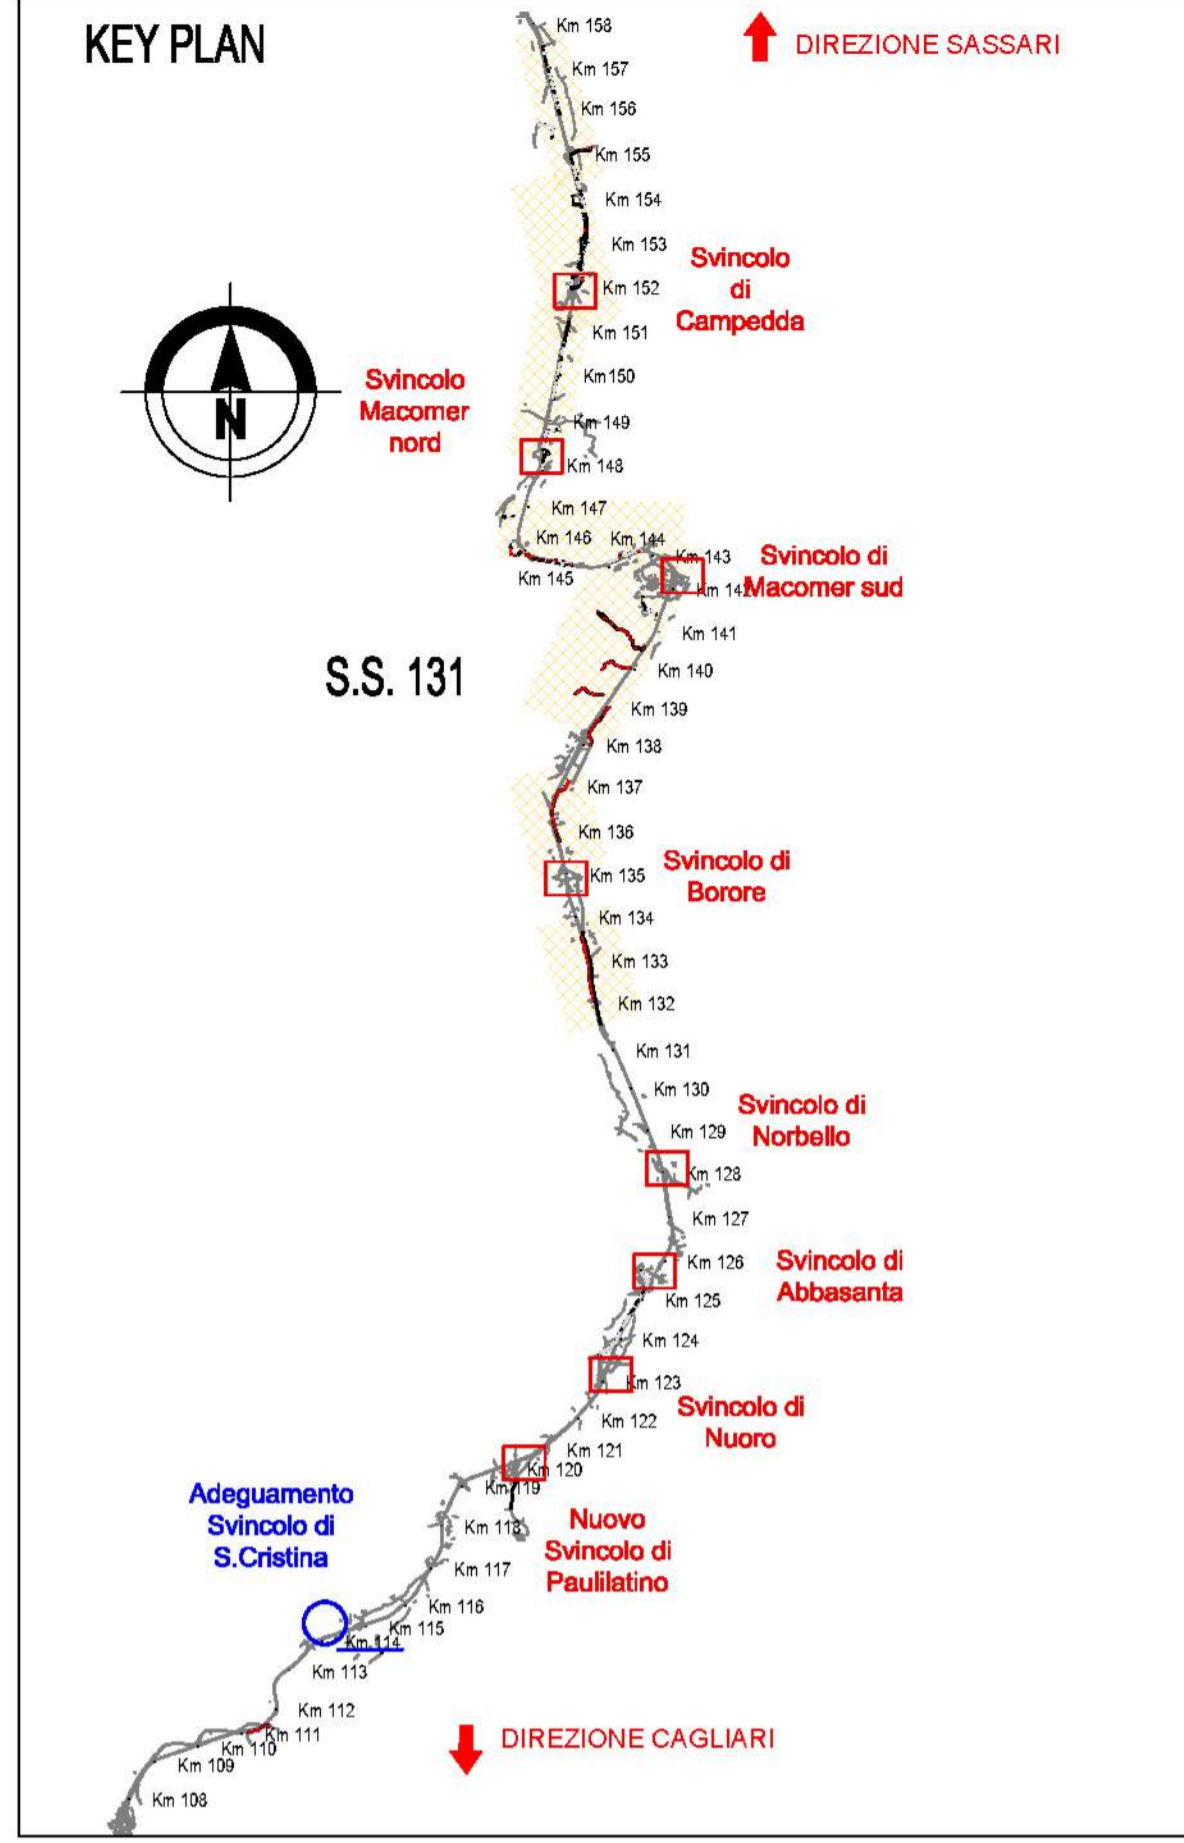 KEY PLAN
DIREZIONE SASSARI
Km 158
Km 157
Km 156
Km 155
Km 154
Km 153
Svincolo
di
Campedda
Km 152
Km 151
Km150
Svincolo
Macomer
nord
N
Km 149
Km 148
Km 147
Km 146
Km 144
Km 143
Km 145
Svincolo di
Macomer sud
Km 142
Km 141
S.S. 131
Km 140
Km 139
Km 138
Km 137
Km 136
Svincolo di
Borore
Km 135
Km 134
Km 133
Km 132
Km 131
Km 130
Svincolo di
Norbello
Km 129
Km 128
Km 127
Km 126
Svincolo di
Abbasanta
Km 125
Km 124
Km 123
Svincolo di
Nuoro
Km 122
Km 121
Km 120
Km 119
Adeguamento
Svincolo di
S.Cristina
Km 118
Nuovo
Svincolo di
Paulilatino
Km 117
Km 116
Km 115
Km 114
Km 113
Km 112
Km 111
Km 110
Km 109
Km 108
DIREZIONE CAGLIARI